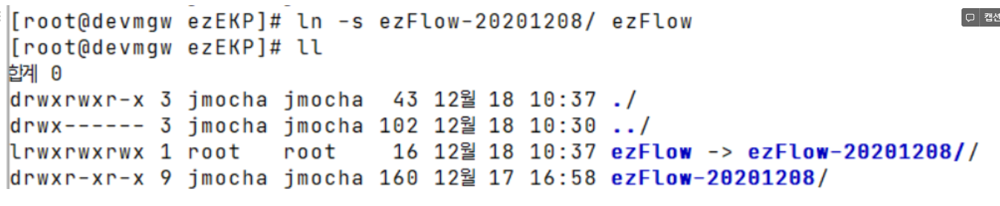 [root@devmgw ezEKP]# ln -s ezFlow-20201208/ ezFlow
캡션
[root@devmgw ezEKP]# ll
합계 0
drwxrwxr-x 3 jmocha jmocha  43 12월 18 10:37 ./
drwx------ 3 jmocha jmocha 102 12월 18 10:30 ../
lrwxrwxrwx 1 root   root    16 12월 18 10:37 ezFlow -> ezFlow-20201208//
drwxr-xr-x 9 jmocha jmocha 160 12월 17 16:58 ezFlow-20201208/